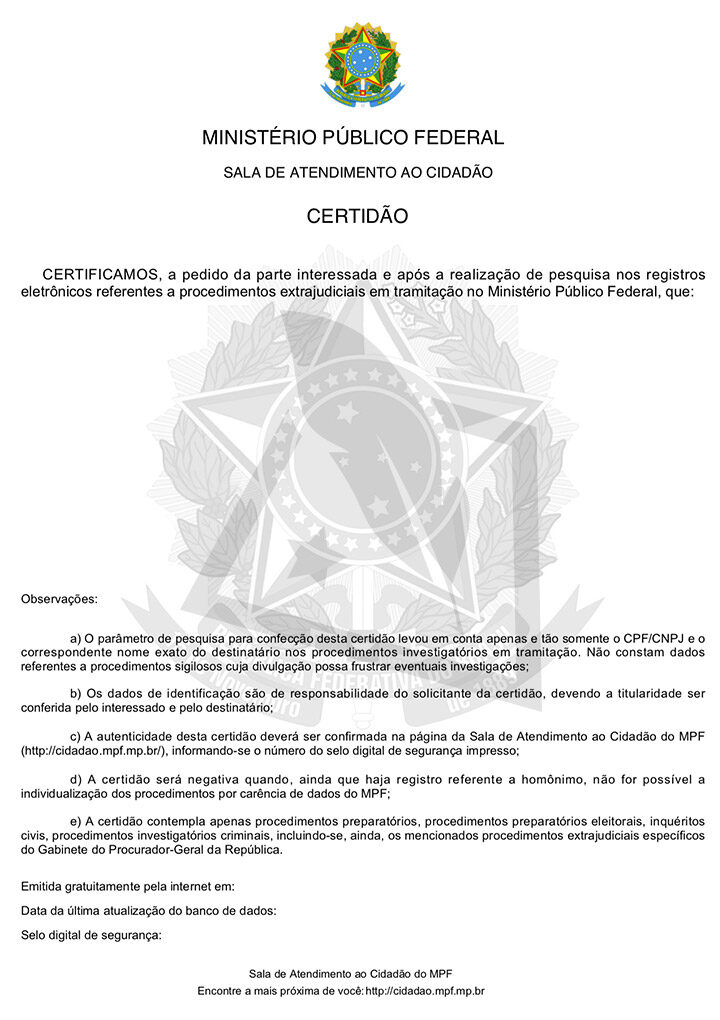 MINISTÉRIO PÚBLICO FEDERAL
SALA DE ATENDIMENTO AO CIDADÃO
CERTIDÃO
CERTIFICAMOS, a pedido da parte interessada e após a realização de pesquisa nos registros
eletrônicos referentes a procedimentos extrajudiciais em tramitação no Ministério Público Federal, que:
Observações:
a) O parâmetro de pesquisa para confecção desta certidão levou em conta apenas e tão somente o CPF/CNPJ e o
correspondente nome exato do destinatário nos procedimentos investigatórios em tramitação. Não constam dados
referentes a procedimentos sigilosos cuja divulgação possa frustrar eventuais investigações;
b) Os dados de identificação são de responsabilidade do solicitante da certidão, devendo a titularidade ser
conferida pelo interessado e pelo destinatário;
c) A autenticidade desta certidão deverá ser confirmada na página da Sala de Atendimento ao Cidadão do MPF
(http://cidadao.mpf.mp.br/), informando-se o número do selo digital de segurança impresso;
d) A certidão será negativa quando, ainda que haja registro referente a homônimo, não for possível a
individualização dos procedimentos por carência de dados do MPF;
e) A certidão contempla apenas procedimentos preparatórios, procedimentos preparatórios eleitorais, inquéritos
civis, procedimentos investigatórios criminais, incluindo-se, ainda, os mencionados procedimentos extrajudiciais específicos
do Gabinete do Procurador-Geral da República.
Emitida gratuitamente pela internet em:
Data da última atualização do banco de dados:
Selo digital de segurança:
Sala de Atendimento ao Cidadão do MPF
Encontre a mais próxima de você: http://cidadao.mpf.mp.br